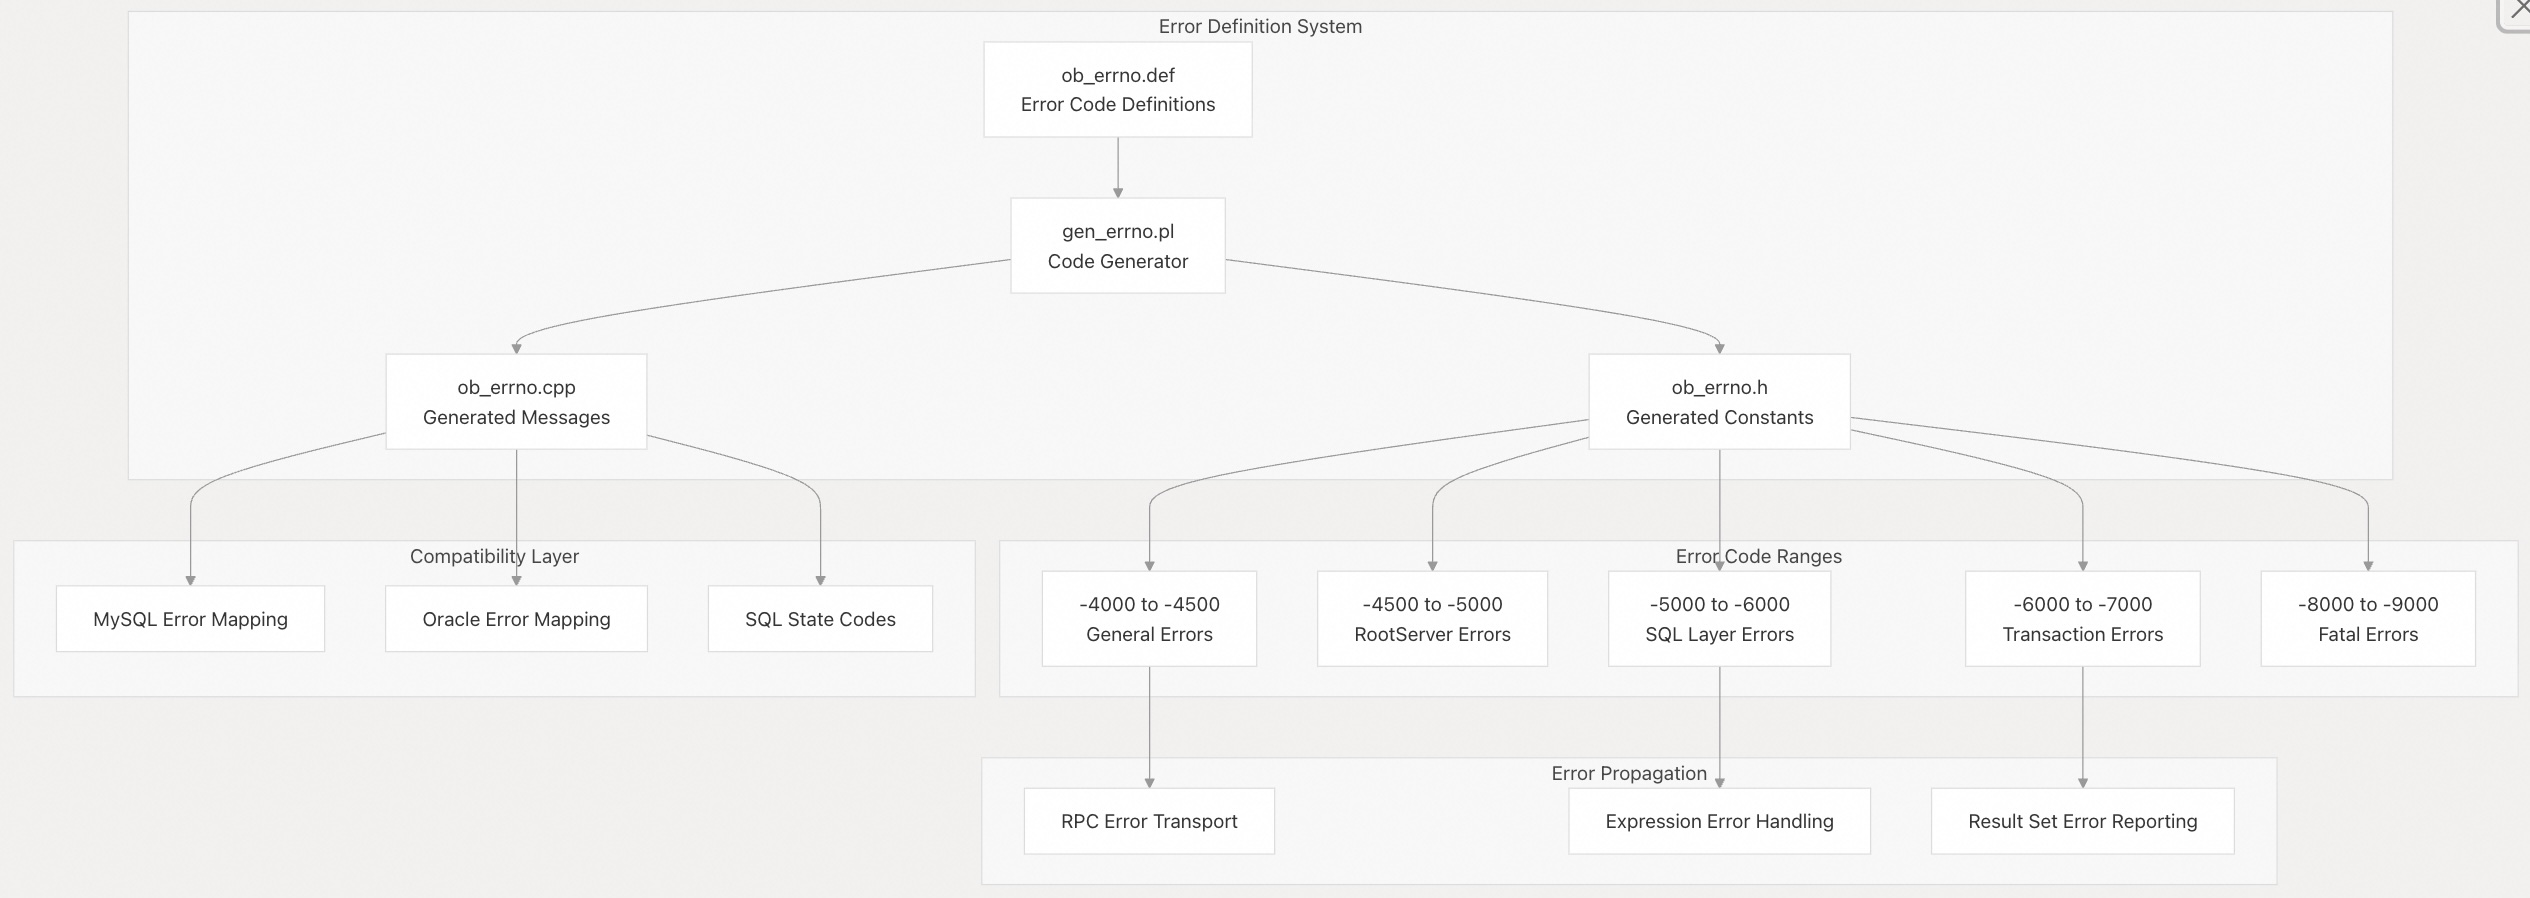 Error Definition System
ob_errno.def
Error Code Definitions
gen_errno.pl
Code Generator
ob_errno.cpp
Generated Messages
ob_errno.h
Generated Constants
Compatibility Layer
MySQL Error Mapping
Oracle Error Mapping
SQL State Codes
Error Code Ranges
-4000 to -4500
General Errors
-4500 to -5000
RootServer Errors
-5000 to -6000
SQL Layer Errors
-6000 to -7000
Transaction Errors
-8000 to -9000
Fatal Errors
Error Propagation
RPC Error Transport
Expression Error Handling
Result Set Error Reporting